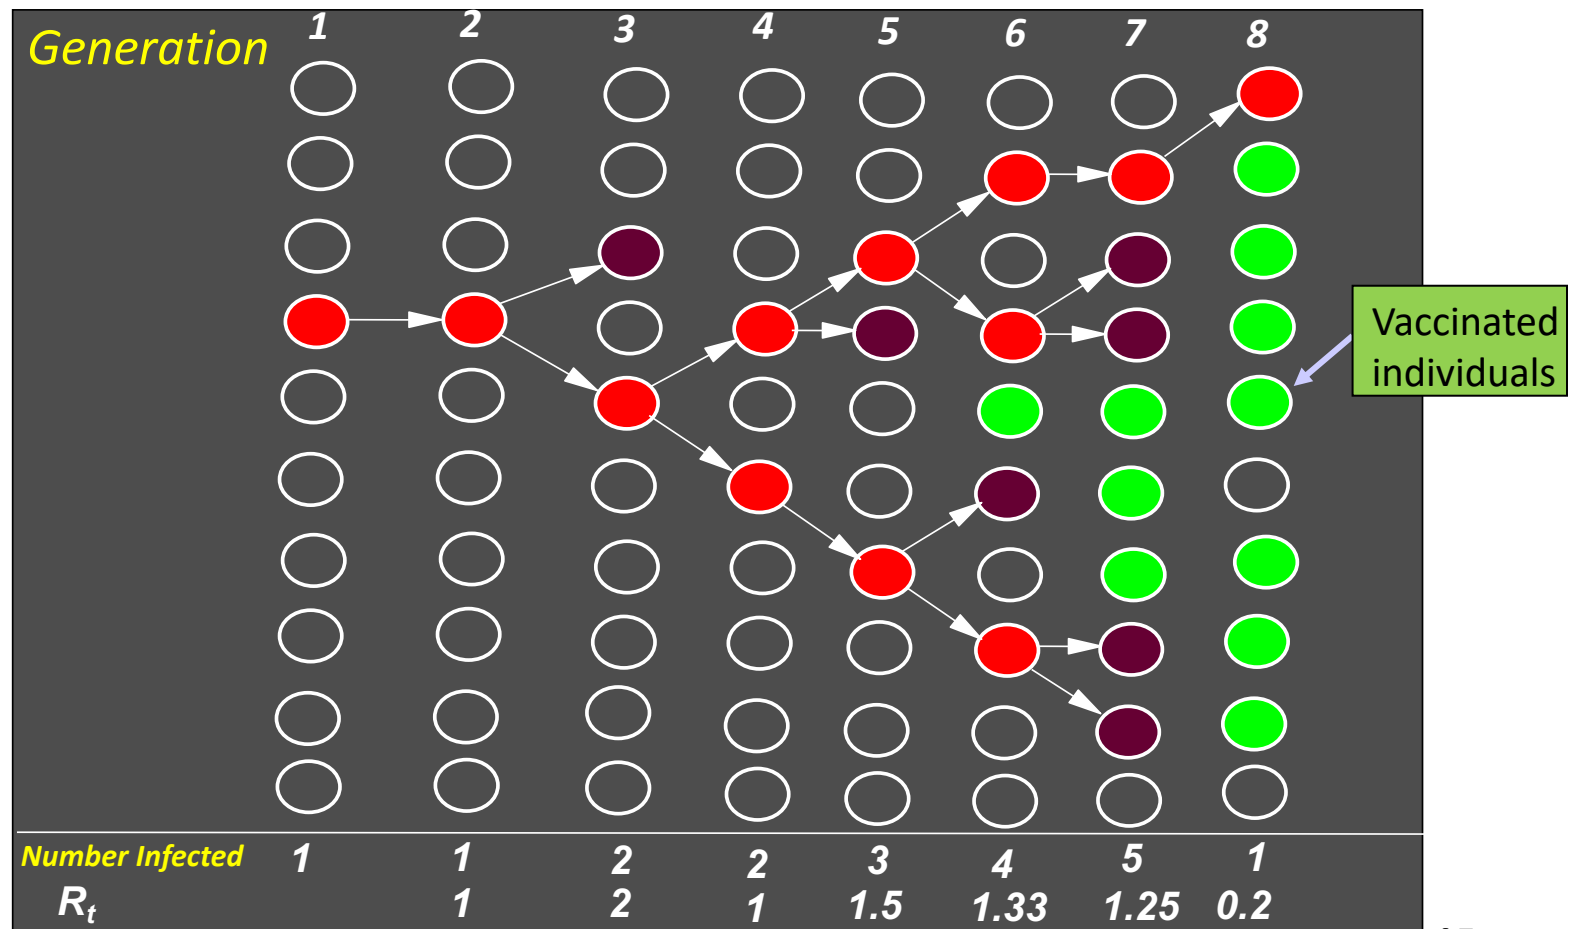 Generation 1 2 3 4 5 6 7 8
Vaccinated
individuals
Number Infected 1 1 2 2 3 4 5 1
Rt 1 2 1 1.5 1.33 1.25 0.2